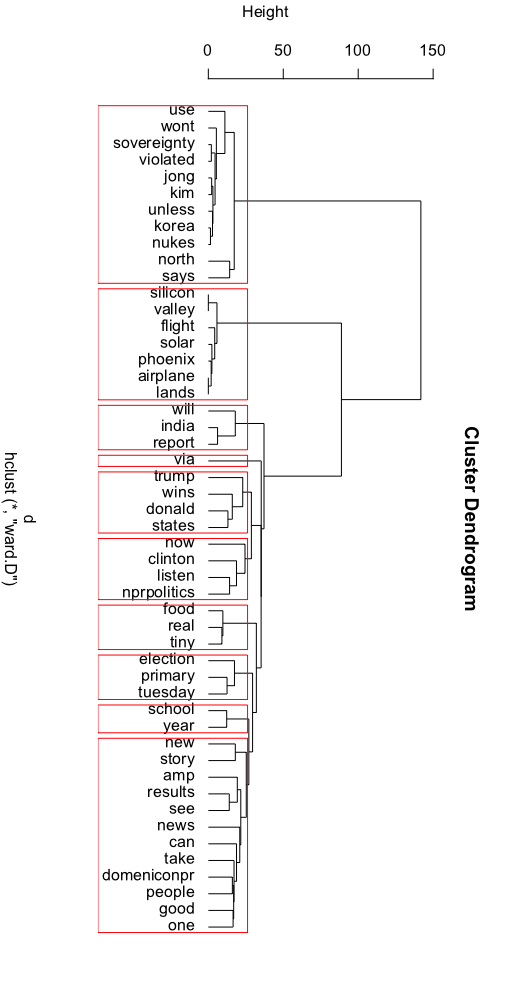 Height
0 50 100 150
use
wont
sovereignty
violated
jong
kim
unless
korea
nukes
north
says
silicon
valley
flight
solar
phoenix
airplane
lands
will
india
report
via
trump
wins
donald
states
now
clinton
listen
nprpolitics
food
real
tiny
election
primary
tuesday
school
year
new
story
amp
results
see
news
can
take
domeniconpr
people
good
one
Cluster Dendrogram
d
hclust (*, "ward.D")